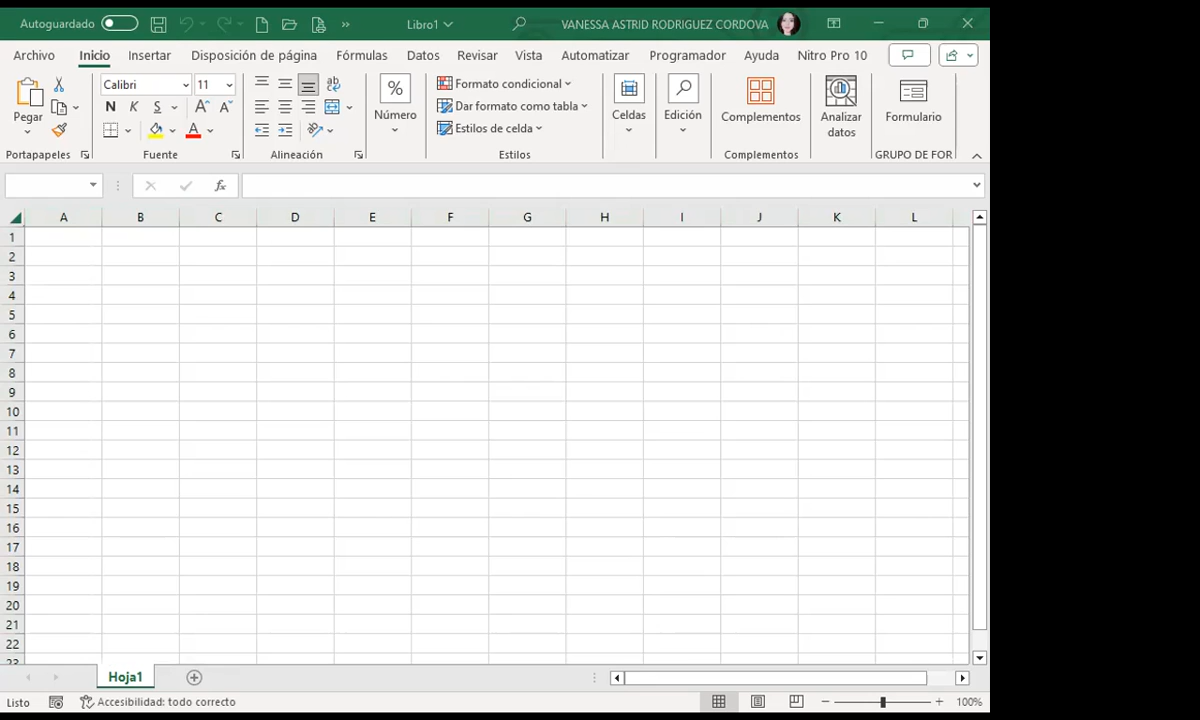 Autoguardado Libro1 VANESSA ASTRID RODRIGUEZ CORDOVA
Archivo Inicio Insertar Disposición de página Fórmulas Datos Revisar Vista Automatizar Programador Ayuda Nitro Pro 10
Pegar
Portapapeles
Calibri 11
N K S
A A
A
Fuente
ab
Alineación
%
Número
Formato condicional
Dar formato como tabla
Estilos de celda
Estilos
Celdas
Edición
Complementos
Complementos
Analizar
datos
Formulario
GRUPO DE FOR
fx
A B C D E F G H I J K L
1
2
3
4
5
6
7
8
9
10
11
12
13
14
15
16
17
18
19
20
21
22
23
Hoja1
Listo Accesibilidad: todo correcto 100%